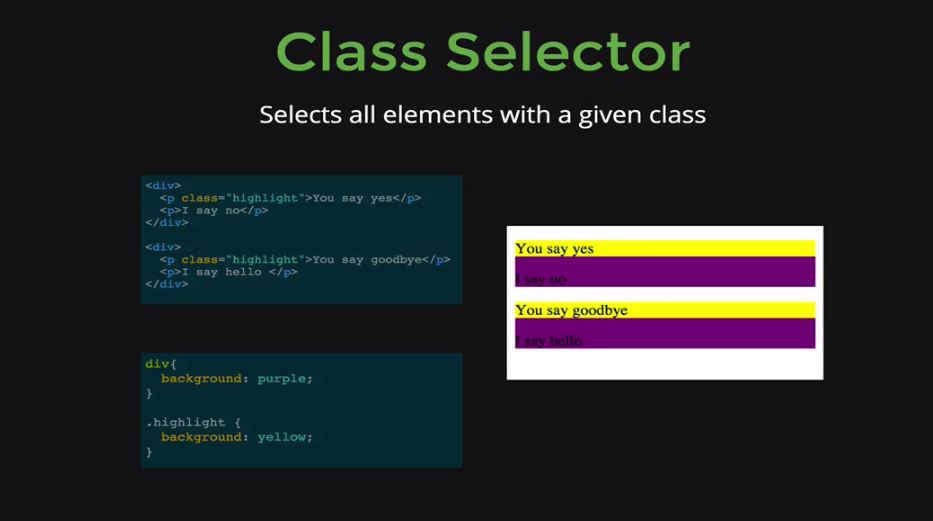 Class Selector
Selects all elements with a given class
<div>
  <p class="highlight">You say yes</p>
  <p>I say no</p>
</div>

<div>
  <p class="highlight">You say goodbye</p>
  <p>I say hello </p>
</div>
div{
  background: purple;
}

.highlight {
  background: yellow;
}
You say yes
I say no
You say goodbye
I say hello